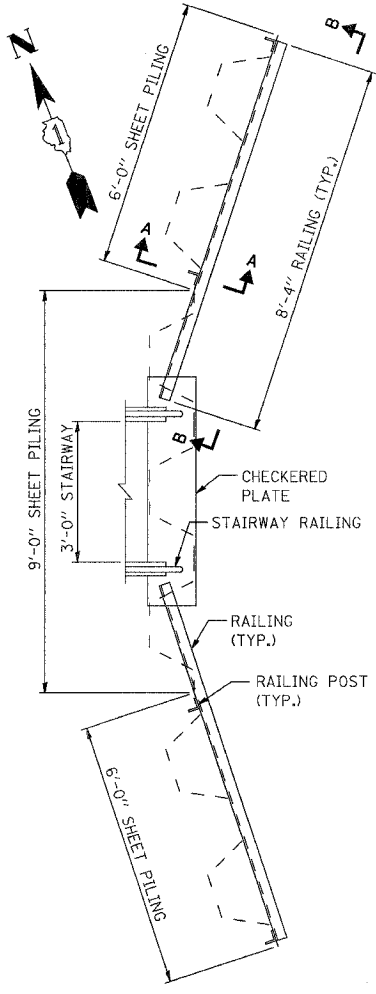 B
N
1
6'-0" SHEET PILING
8'-4" RAILING (TYP.)
A
A
9'-0" SHEET PILING
3'-0" STAIRWAY
B
CHECKERED
PLATE
STAIRWAY RAILING
RAILING
(TYP.)
RAILING POST
(TYP.)
6'-0" SHEET PILING